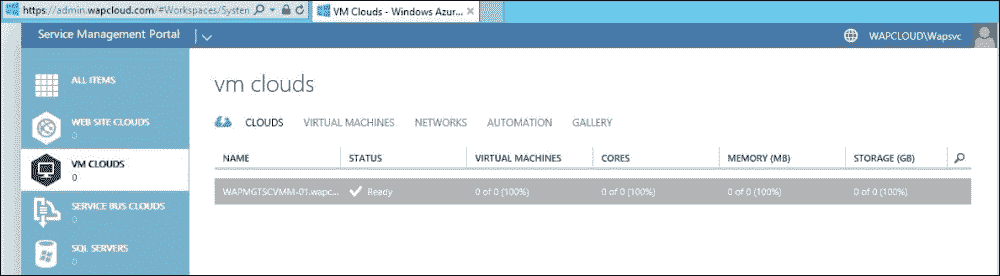 https://admin.wapcloud.com/#Workspaces/System
VM Clouds - Windows Azur...
Service Management Portal
WAPCLOUD\Wapsvc
ALL ITEMS
WEB SITE CLOUDS
0
VM CLOUDS
0
SERVICE BUS CLOUDS
0
SQL SERVERS
0
vm clouds
CLOUDS VIRTUAL MACHINES NETWORKS AUTOMATION GALLERY
NAME STATUS VIRTUAL MACHINES CORES MEMORY (MB) STORAGE (GB)
WAPMGTSCVMM-01.wapc... Ready 0 of 0 (100%) 0 of 0 (100%) 0 of 0 (100%) 0 of 0 (100%)